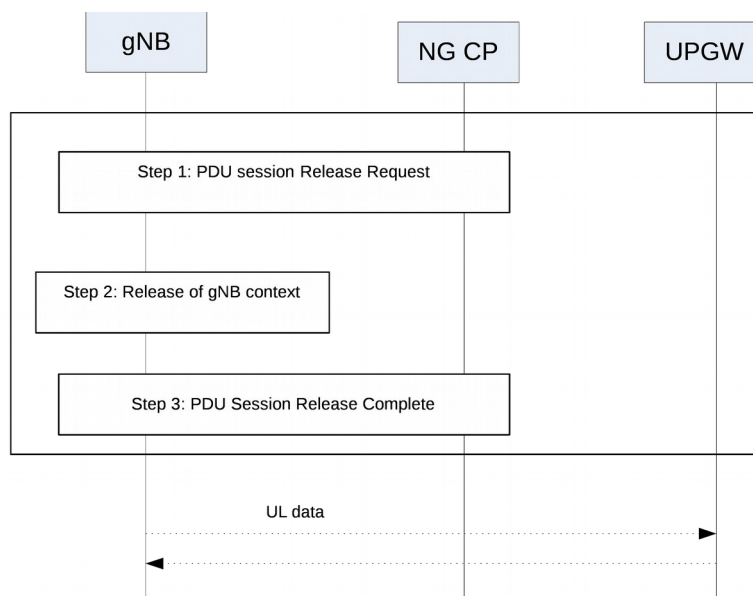 gNB
NG CP
UPGW
Step 1: PDU session Release Request
Step 2: Release of gNB context
Step 3: PDU Session Release Complete
UL data